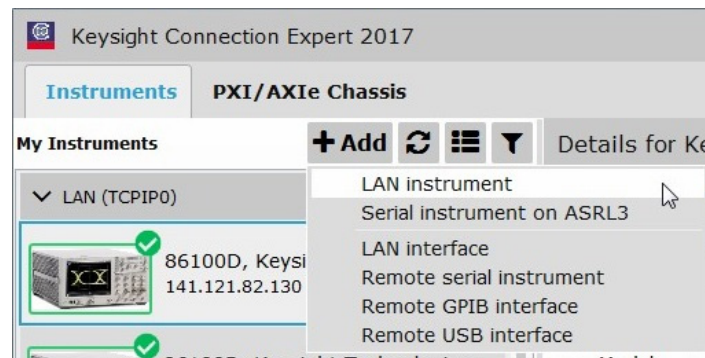 Keysight Connection Expert 2017
Instruments PXI/AXIe Chassis
My Instruments + Add Details for Ke
LAN (TCPIP0)
LAN instrument
Serial instrument on ASRL3
LAN interface
Remote serial instrument
Remote GPIB interface
Remote USB interface
86100D, Keysi
141.121.82.130